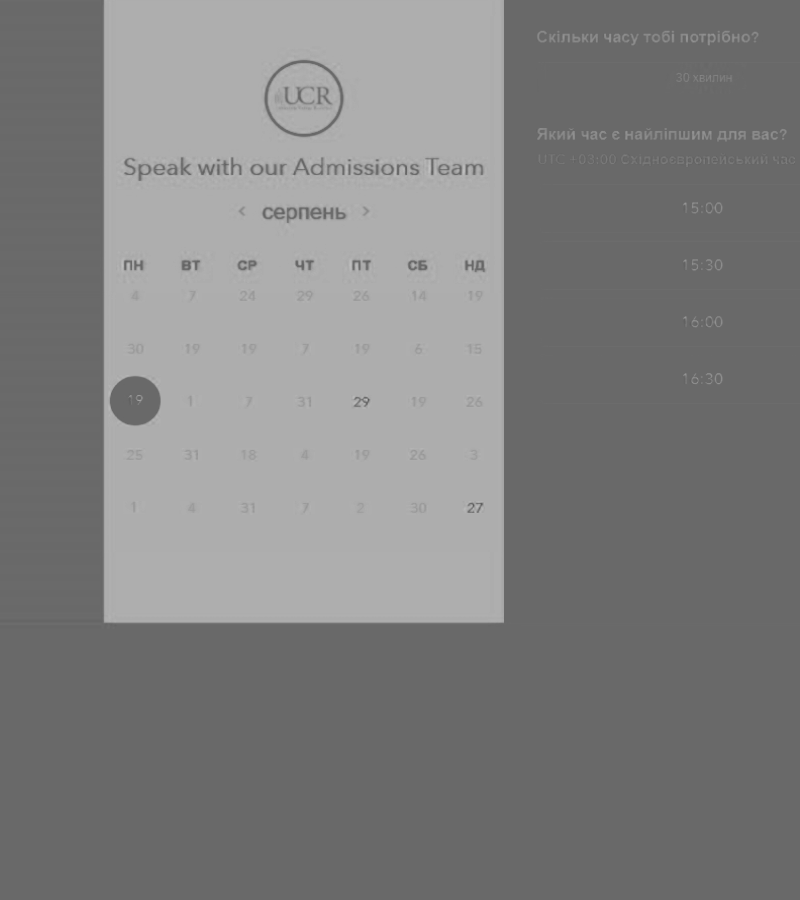 UCR
Speak with our Admissions Team
‹ серпень ›
ПН ВТ СР ЧТ ПТ СБ НД
4 7 24 29 26 14 19
30 19 19 7 19 6 15
19 1 7 31 29 19 26
25 31 18 4 19 26 3
1 4 31 7 2 30 27
Скільки часу тобі потрібно?
30 хвилин
Який час є найліпшим для вас?
UTC +03:00 Східноєвропейський час
15:00
15:30
16:00
16:30